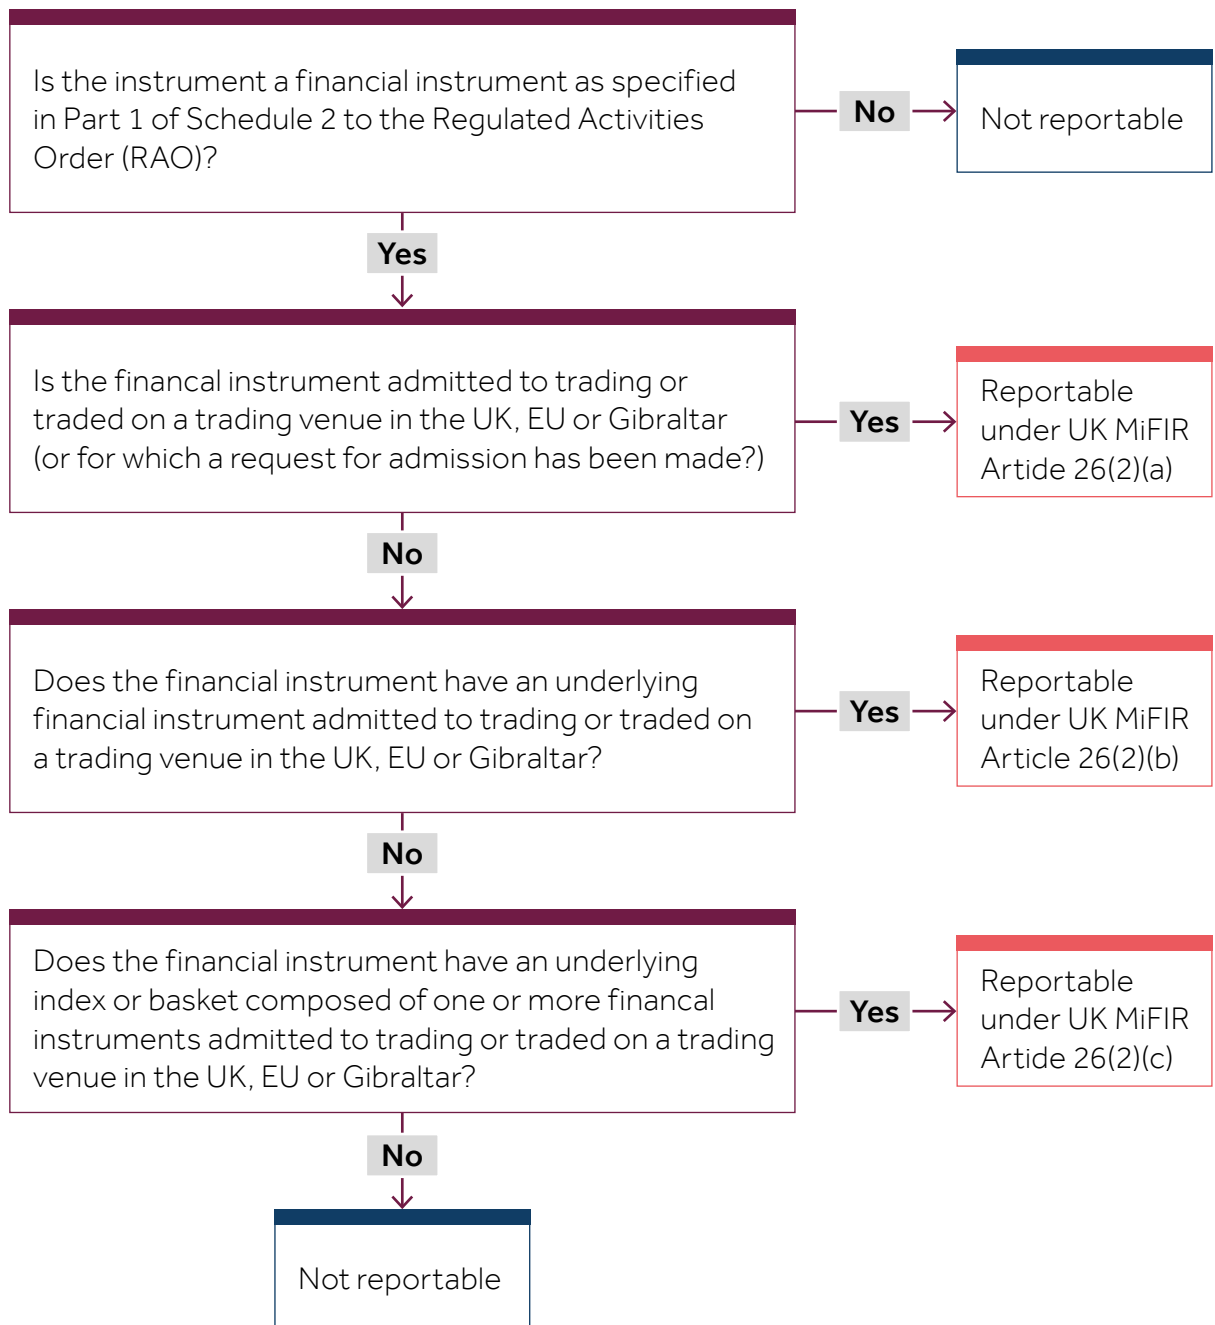 Is the instrument a financial instrument as specified
in Part 1 of Schedule 2 to the Regulated Activities
Order (RAO)?
No
Not reportable
Yes
Is the financal instrument admitted to trading or
traded on a trading venue in the UK, EU or Gibraltar
(or for which a request for admission has been made?)
Yes
Reportable
under UK MiFIR
Artide 26(2)(a)
No
Does the financial instrument have an underlying
financial instrument admitted to trading or traded on
a trading venue in the UK, EU or Gibraltar?
Yes
Reportable
under UK MiFIR
Article 26(2)(b)
No
Does the financial instrument have an underlying
index or basket composed of one or more financal
instruments admitted to trading or traded on a trading
venue in the UK, EU or Gibraltar?
Yes
Reportable
under UK MiFIR
Artide 26(2)(c)
No
Not reportable